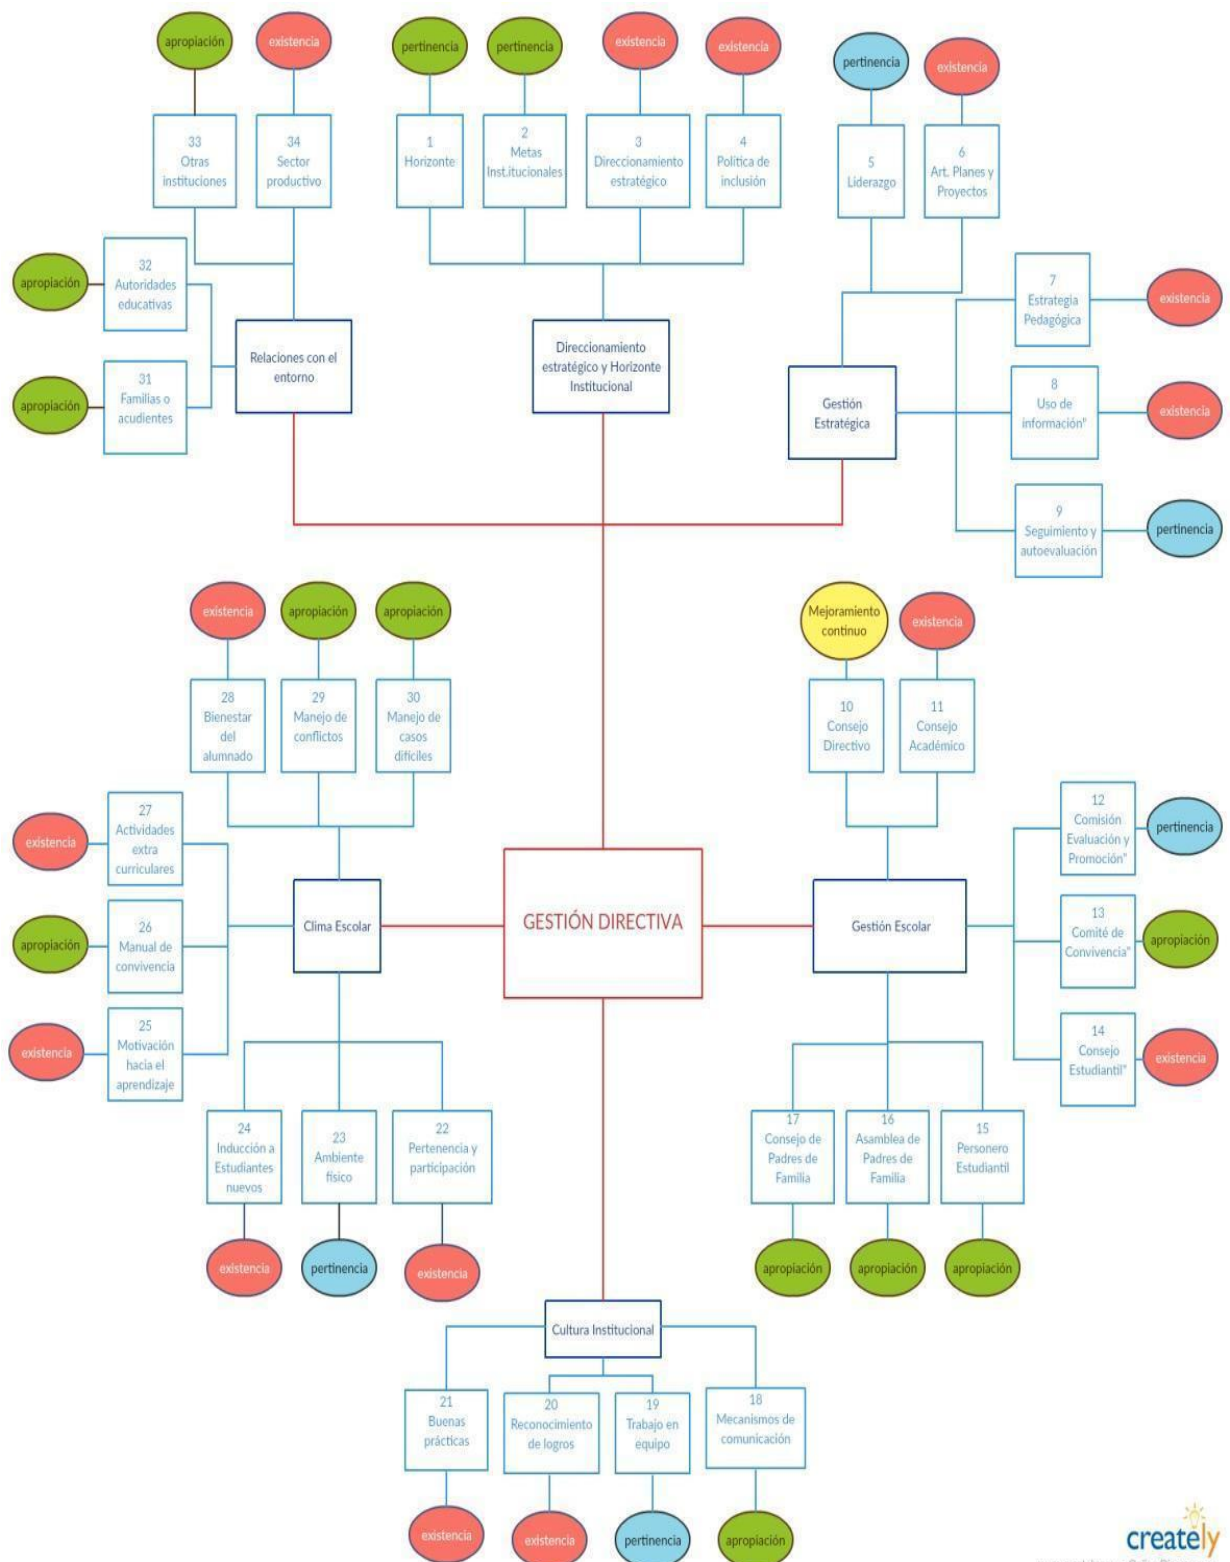 apropiación
existencia
pertinencia
pertinencia
existencia
existencia
pertinencia
existencia
33
Otras
instituciones
34
Sector
productivo
1
Horizonte
2
Metas
Inst.itucionales
3
Direccionamiento
estratégico
4
Política de
inclusión
5
Liderazgo
6
Art. Planes y
Proyectos
apropiación
32
Autoridades
educativas
7
Estrategia
Pedagógica
existencia
Relaciones con el
entorno
Direccionamiento
estratégico y Horizonte
Institucional
apropiación
31
Familias o
acudientes
Gestión
Estratégica
8
Uso de
información"
existencia
9
Seguimiento y
autoevaluación
pertinencia
existencia
apropiación
apropiación
Mejoramiento
continuo
existencia
28
Bienestar
del
alumnado
29
Manejo de
conflictos
30
Manejo de
casos
difíciles
10
Consejo
Directivo
11
Consejo
Académico
existencia
27
Actividades
extra
curriculares
12
Comisión
Evaluación y
Promoción"
pertinencia
apropiación
26
Manual de
convivencia
Clima Escolar
GESTIÓN DIRECTIVA
Gestión Escolar
13
Comité de
Convivencia"
apropiación
existencia
25
Motivación
hacia el
aprendizaje
14
Consejo
Estudiantil"
existencia
24
Inducción a
Estudiantes
nuevos
23
Ambiente
físico
22
Pertenencia y
participación
17
Consejo de
Padres de
Familia
16
Asamblea de
Padres de
Familia
15
Personero
Estudiantil
existencia
pertinencia
existencia
apropiación
apropiación
apropiación
Cultura Institucional
21
Buenas
prácticas
20
Reconocimiento
de logros
19
Trabajo en
equipo
18
Mecanismos de
comunicación
existencia
existencia
pertinencia
apropiación
creately